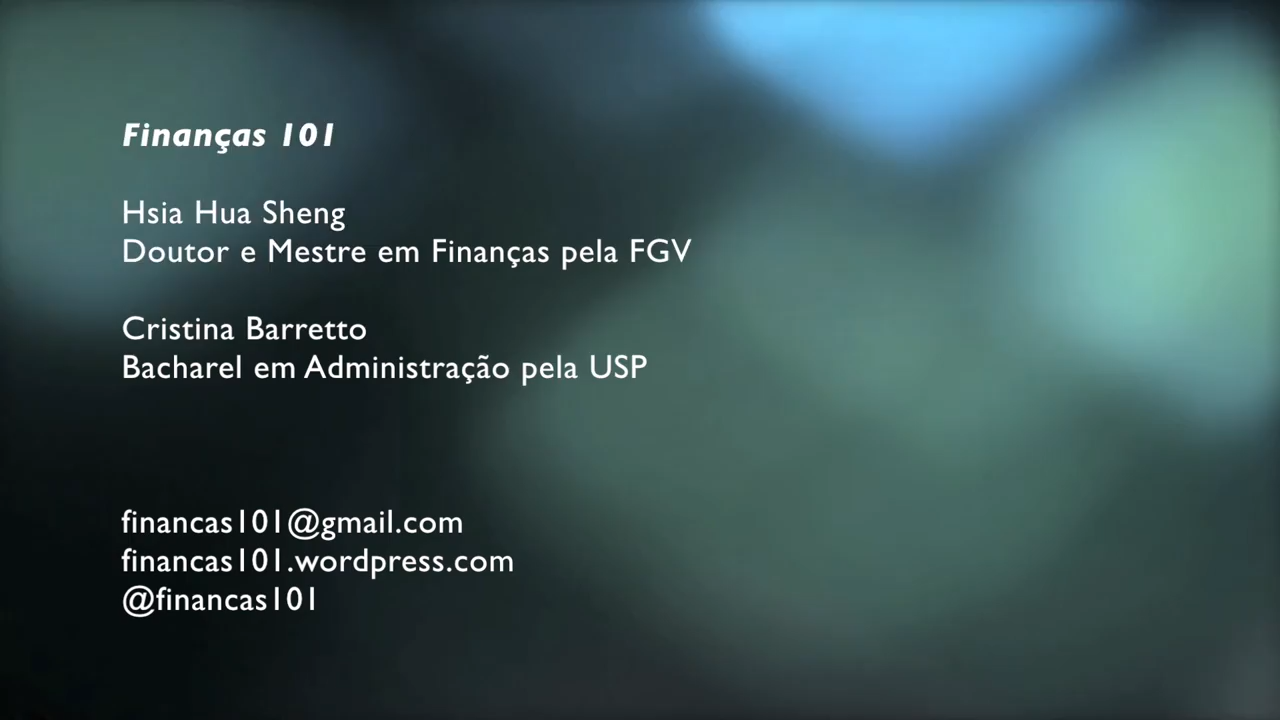 Finanças 101
Hsia Hua Sheng
Doutor e Mestre em Finanças pela FGV
Cristina Barretto
Bacharel em Administração pela USP
financas101@gmail.com
financas101.wordpress.com
@financas101